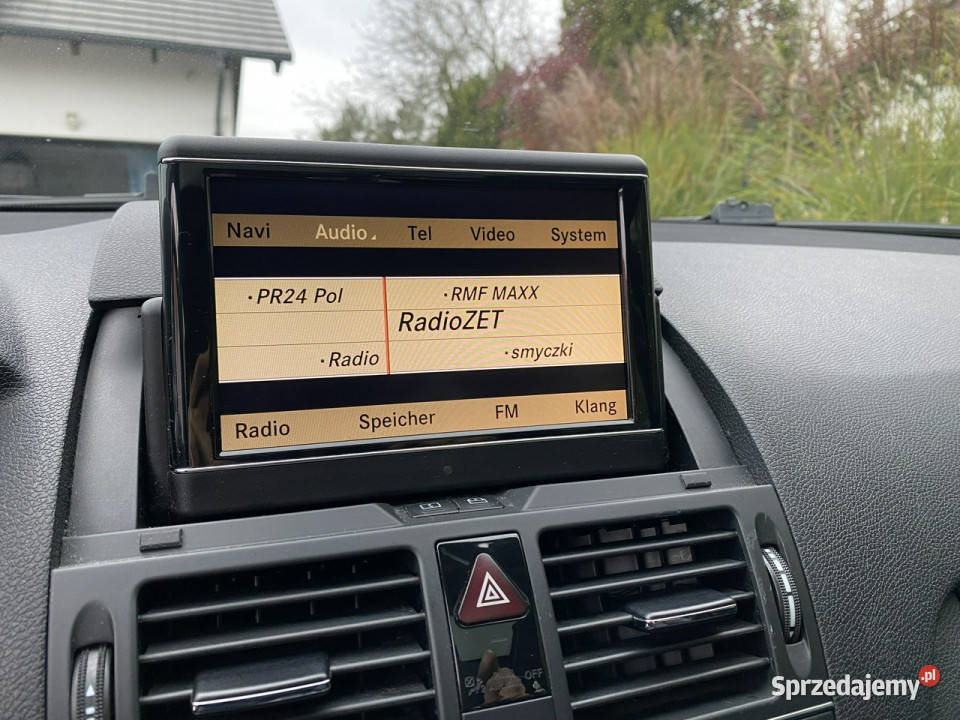 Navi Audio Tel Video System
·PR24 Pol ·RMF MAXX
RadioZET
·Radio ·smyczki
Radio Speicher FM Klang
OFF
Sprzedajemy.pl